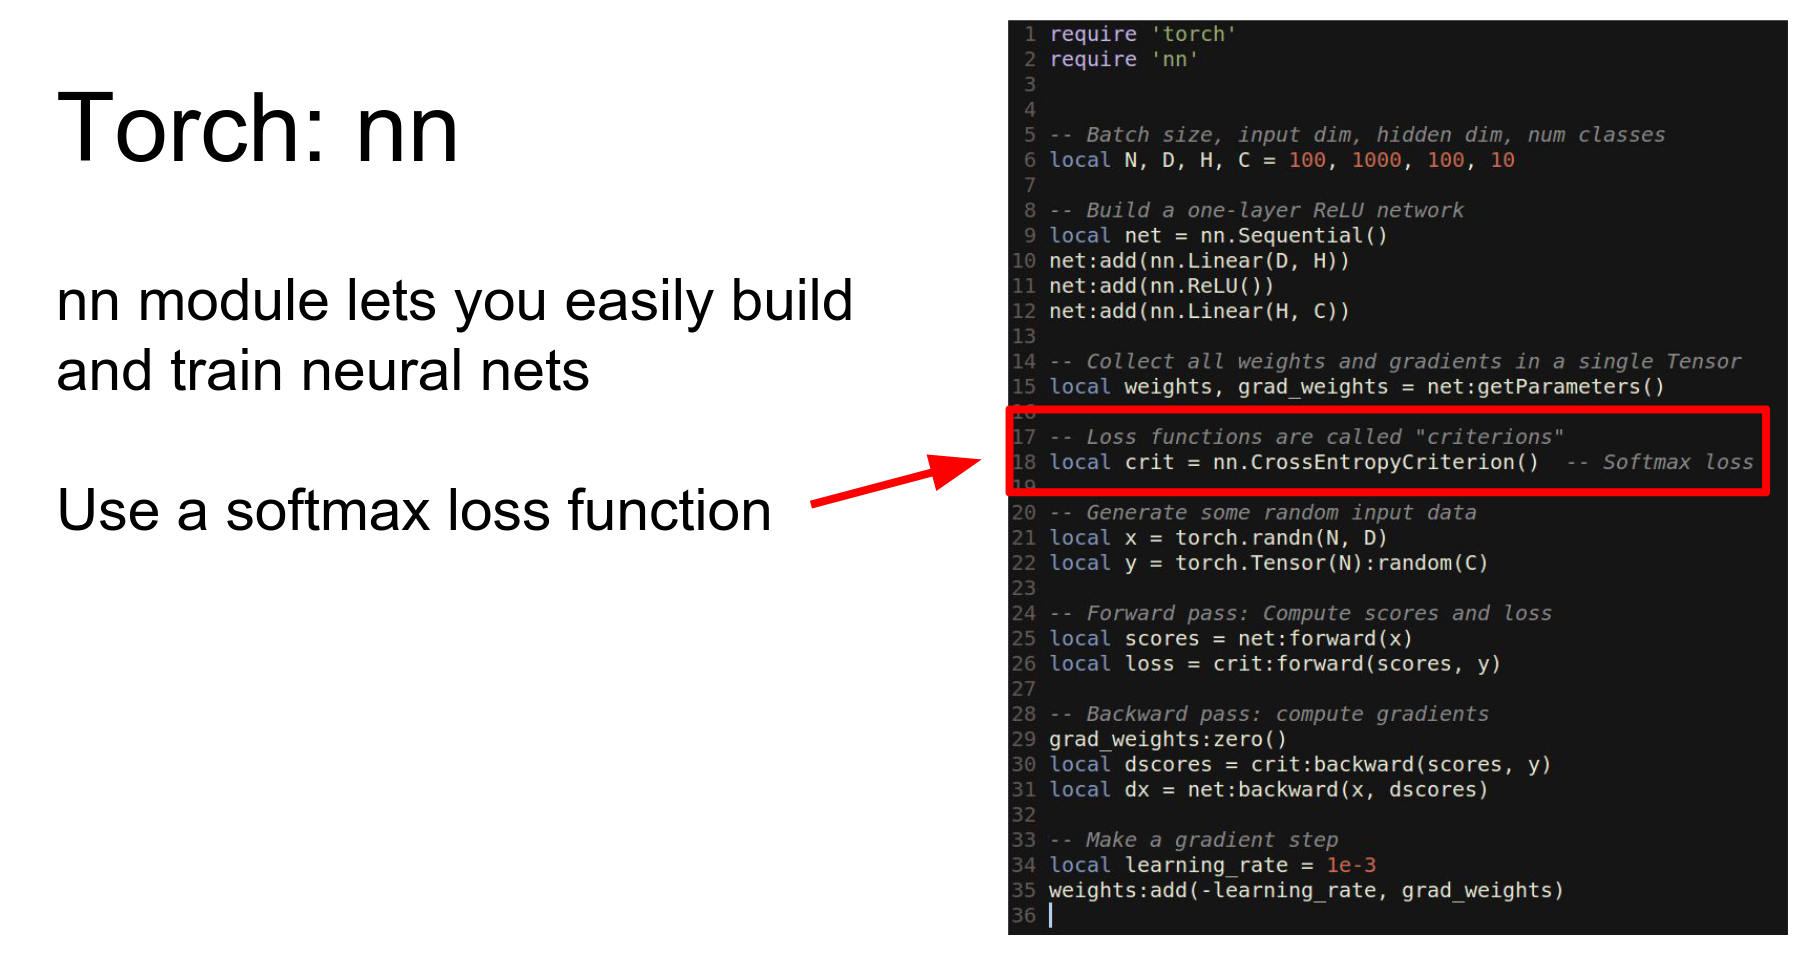 Torch: nn
nn module lets you easily build
and train neural nets
Use a softmax loss function
1 require 'torch'
2 require 'nn'
3
4
5 -- Batch size, input dim, hidden dim, num classes
6 local N, D, H, C = 100, 1000, 100, 10
7
8 -- Build a one-layer ReLU network
9 local net = nn.Sequential()
10 net:add(nn.Linear(D, H))
11 net:add(nn.ReLU())
12 net:add(nn.Linear(H, C))
13
14 -- Collect all weights and gradients in a single Tensor
15 local weights, grad_weights = net:getParameters()
16
17 -- Loss functions are called "criterions"
18 local crit = nn.CrossEntropyCriterion()  -- Softmax loss
19
20 -- Generate some random input data
21 local x = torch.randn(N, D)
22 local y = torch.Tensor(N):random(C)
23
24 -- Forward pass: Compute scores and loss
25 local scores = net:forward(x)
26 local loss = crit:forward(scores, y)
27
28 -- Backward pass: compute gradients
29 grad_weights:zero()
30 local dscores = crit:backward(scores, y)
31 local dx = net:backward(x, dscores)
32
33 -- Make a gradient step
34 local learning_rate = 1e-3
35 weights:add(-learning_rate, grad_weights)
36